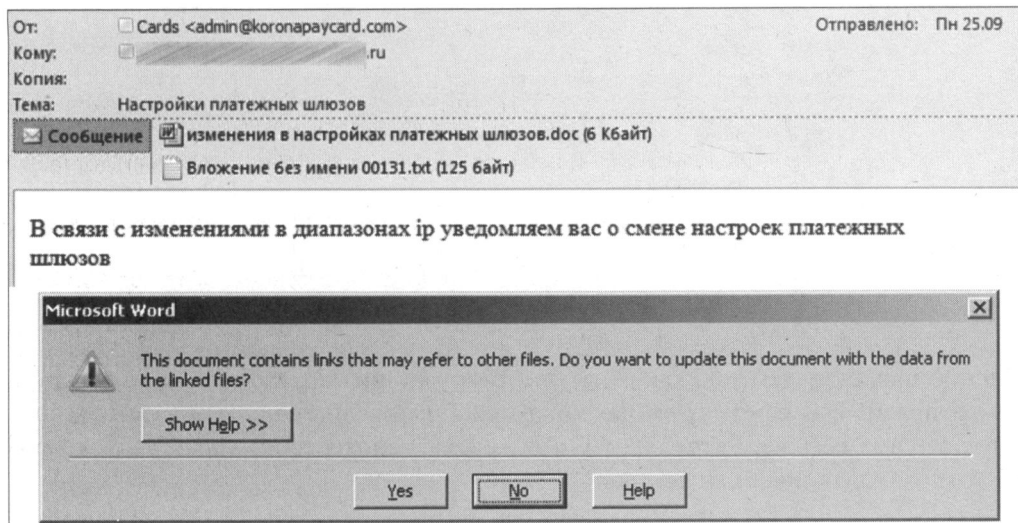 От: Cards <admin@koronapaycard.com> Отправлено: Пн 25.09
Кому: .ru
Копия:
Тема: Настройки платежных шлюзов
Сообщение изменения в настройках платежных шлюзов.doc (6 Кбайт)
Вложение без имени 00131.txt (125 байт)
В связи с изменениями в диапазонах ip уведомляем вас о смене настроек платежных
шлюзов
Microsoft Word
This document contains links that may refer to other files. Do you want to update this document with the data from
the linked files?
Show Help >>
Yes No Help